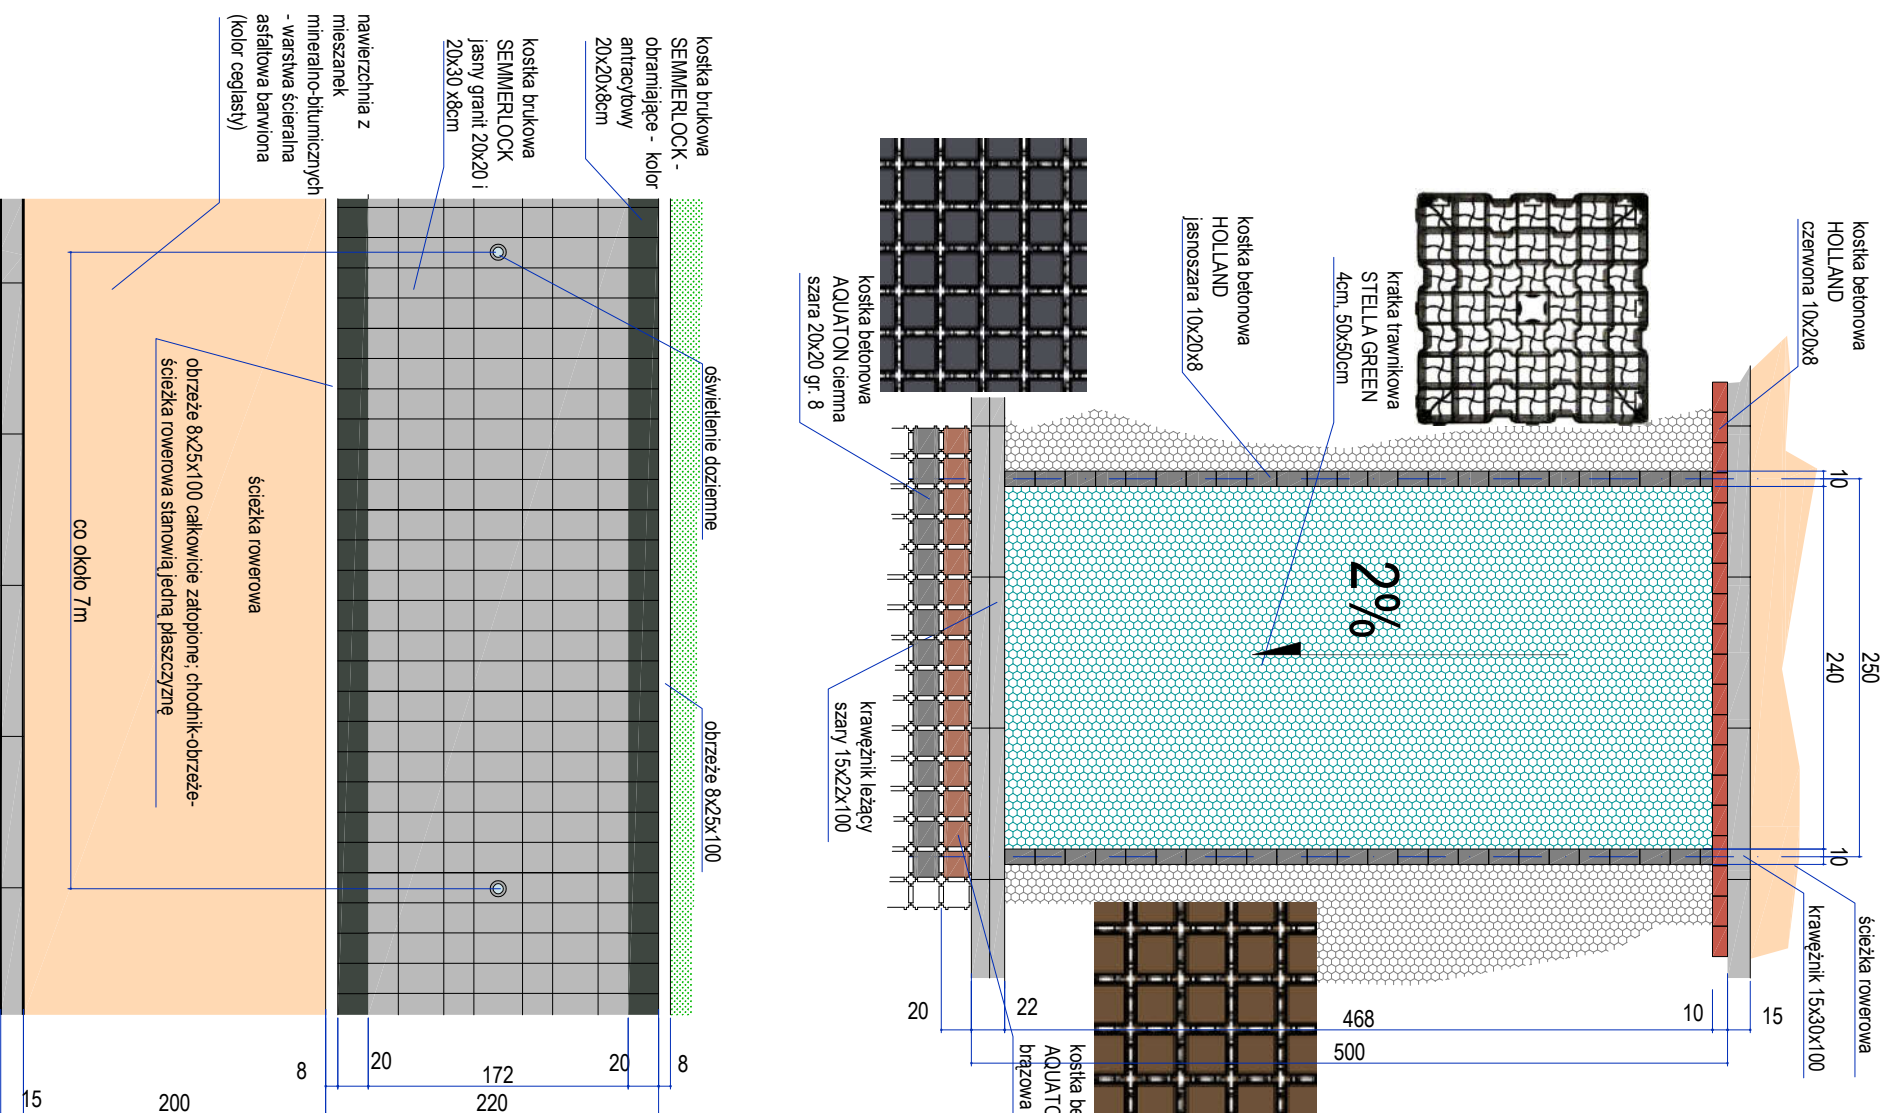 kostka brukowa
SEMMERLOCK -
obramiające - kolor
antracytowy
20x20x8cm
kostka brukowa
SEMMERLOCK
jasny granit 20x20 i
20x30 x8cm
nawierzchnia z
mieszanek
mineralno-bitumicznych
- warstwa ścieralna
asfaltowa barwiona
(kolor ceglasty)
oświetlenie doziemne
obrzeże 8x25x100
obrzeże 8x25x100 całkowicie zatopione; chodnik-obrzeże-
ścieżka rowerowa stanowią jedną płaszczyznę
ścieżka rowerowa
co około 7m
15
200
8
20
172
20
8
220
kostka betonowa
HOLLAND
czerwona 10x20x8
kratka trawnikowa
STELLA GREEN
4cm, 50x50cm
kostka betonowa
HOLLAND
jasnoszara 10x20x8
kostka betonowa
AQUATON ciemna
szara 20x20 gr. 8
krawężnik leżący
szary 15x22x100
2%
10
240
10
250
ścieżka rowerowa
krawężnik 15x30x100
20
22
468
10
15
500
kostka be
AQUATO
brązowa